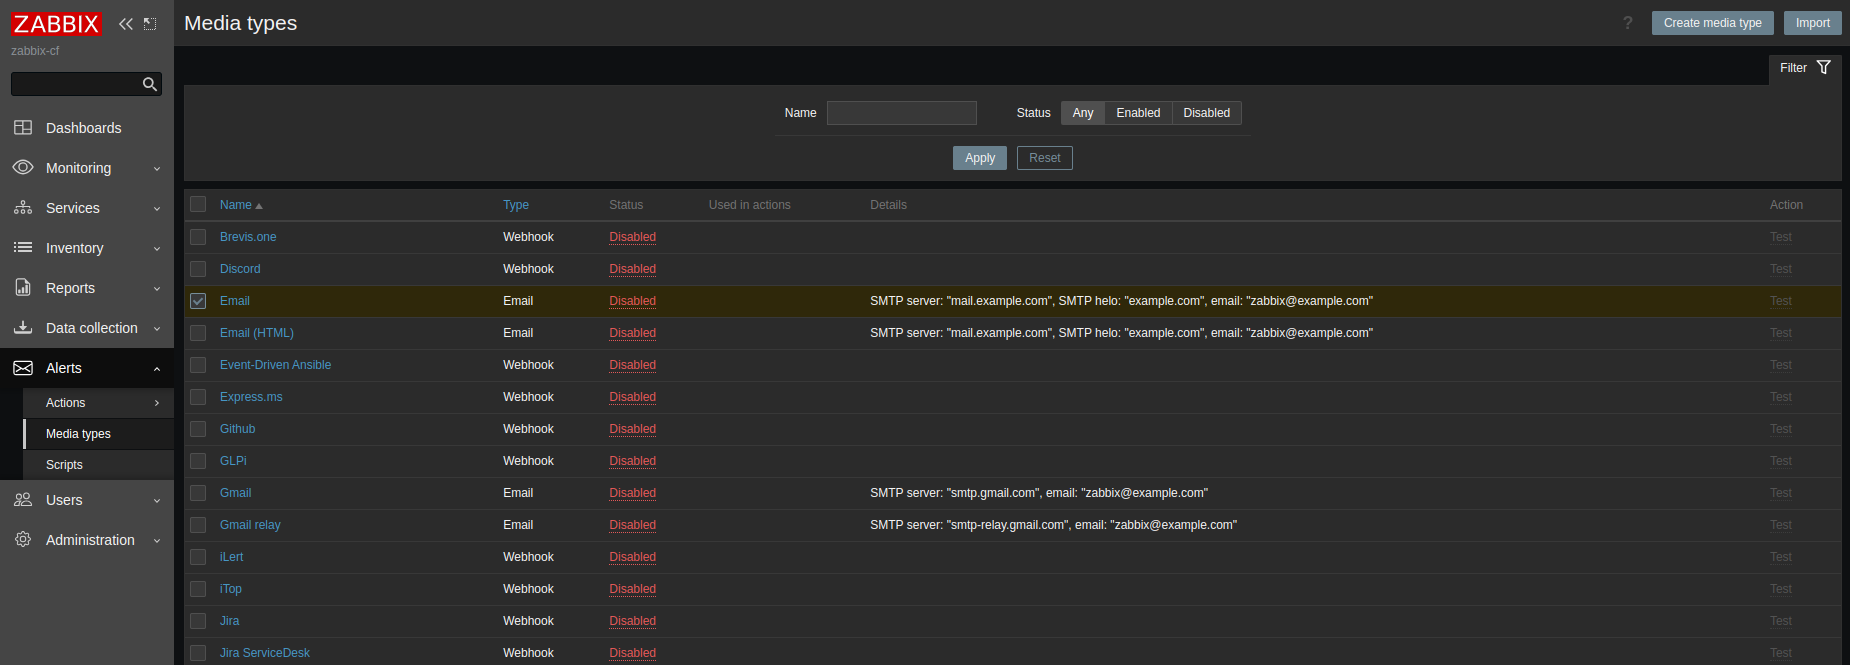 ZABBIX
zabbix-cf
Dashboards
Monitoring
Services
Inventory
Reports
Data collection
Alerts
Actions
Media types
Scripts
Users
Administration
Media types
? Create media type Import
Filter
Name Status Any Enabled Disabled
Apply Reset
Name Type Status Used in actions Details Action
Brevis.one Webhook Disabled Test
Discord Webhook Disabled Test
Email Email Disabled SMTP server: "mail.example.com", SMTP helo: "example.com", email: "zabbix@example.com" Test
Email (HTML) Email Disabled SMTP server: "mail.example.com", SMTP helo: "example.com", email: "zabbix@example.com" Test
Event-Driven Ansible Webhook Disabled Test
Express.ms Webhook Disabled Test
Github Webhook Disabled Test
GLPi Webhook Disabled Test
Gmail Email Disabled SMTP server: "smtp.gmail.com", email: "zabbix@example.com" Test
Gmail relay Email Disabled SMTP server: "smtp-relay.gmail.com", email: "zabbix@example.com" Test
iLert Webhook Disabled Test
iTop Webhook Disabled Test
Jira Webhook Disabled Test
Jira ServiceDesk Webhook Disabled Test